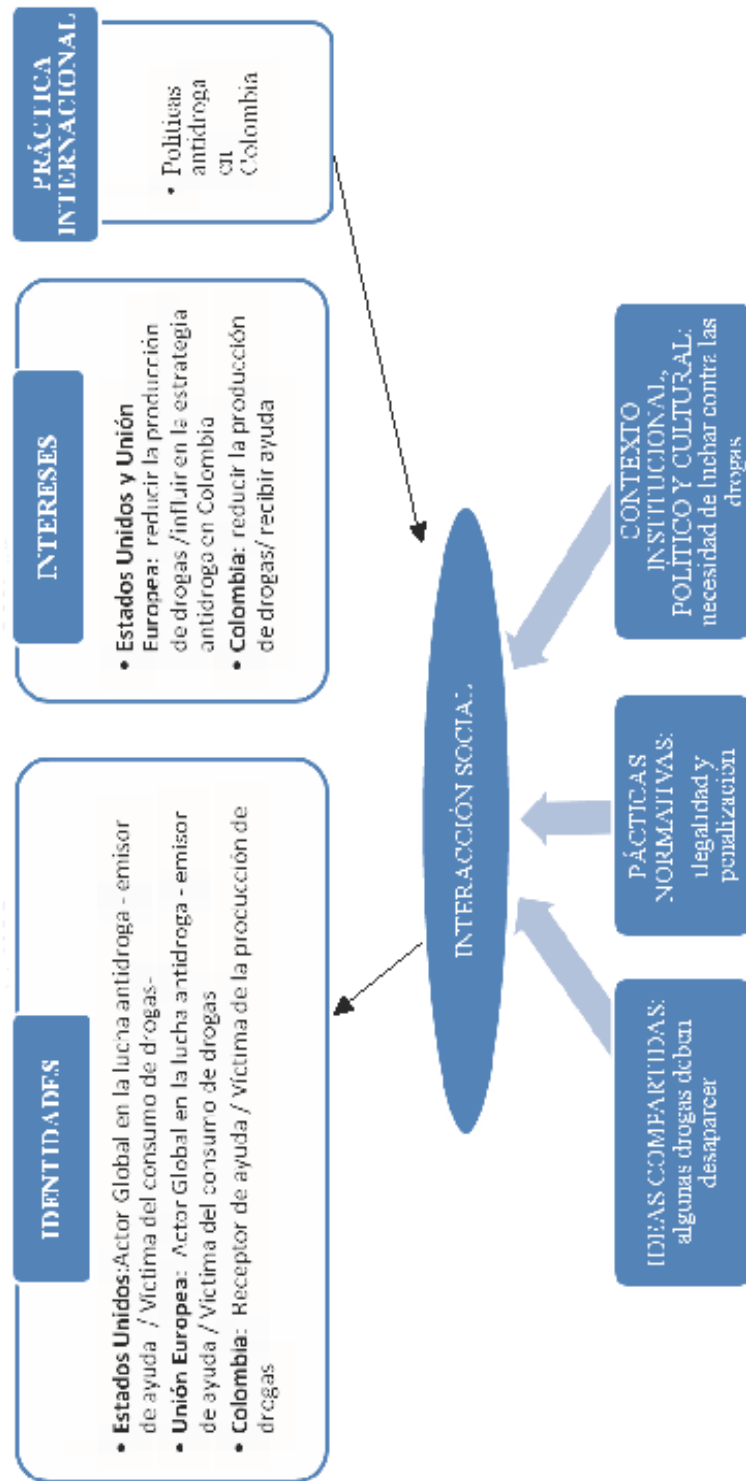 IDENTIDADES
• Estados Unidos:Actor Global en la lucha antidroga - emisor
de ayuda / Víctima del consumo de drogas-
• Unión Europea: Actor Global en la lucha antidroga - emisor
de ayuda / Víctima del consumo de drogas
• Colombia: Receptor de ayuda / Víctima de la producción de
drogas
INTERESES
• Estados Unidos y Unión
Europea: reducir la producción
de drogas /influir en la estrategia
antidroga en Colombia
• Colombia: reducir la producción
de drogas/ recibir ayuda
PRÁCTICA
INTERNACIONAL
• Políticas
antidroga
en
Colombia
INTERACCIÓN SOCIAL
IDEAS COMPARTIDAS:
algunas drogas deben
desaparcer
PÁCTICAS
NORMATIVAS:
ilegalidad y
penalización
CONTEXTO
INSTITUCIONAL,
POLÍTICO Y CULTURAL:
necesidad de luchar contra las
drogas